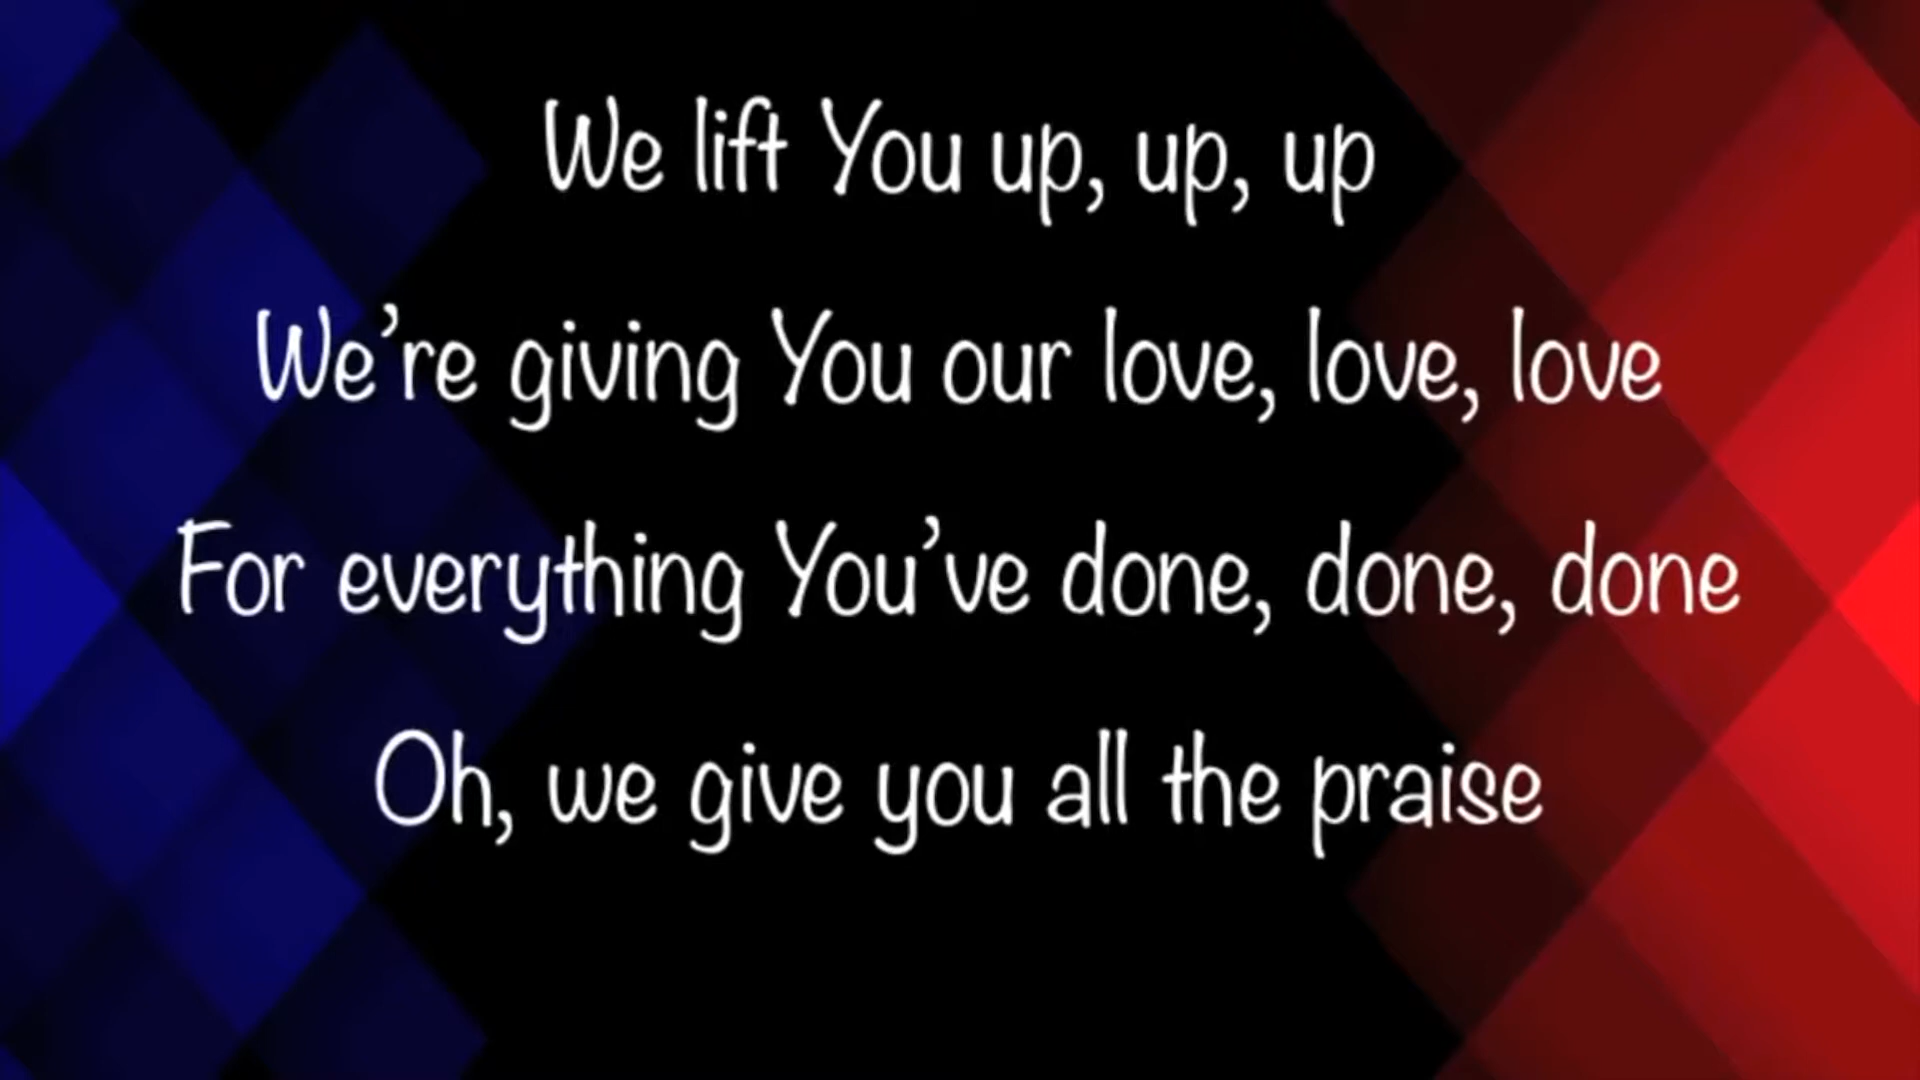 We lift You up, up, up
We’re giving You our love, love, love
For everything You’ve done, done, done
Oh, we give you all the praise